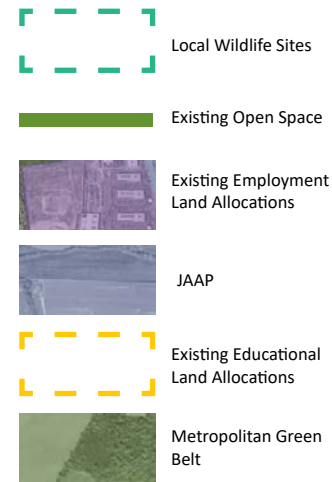 Local Wildlife Sites
Existing Open Space
Existing Employment
Land Allocations
JAAP
Existing Educational
Land Allocations
Metropolitan Green
Belt